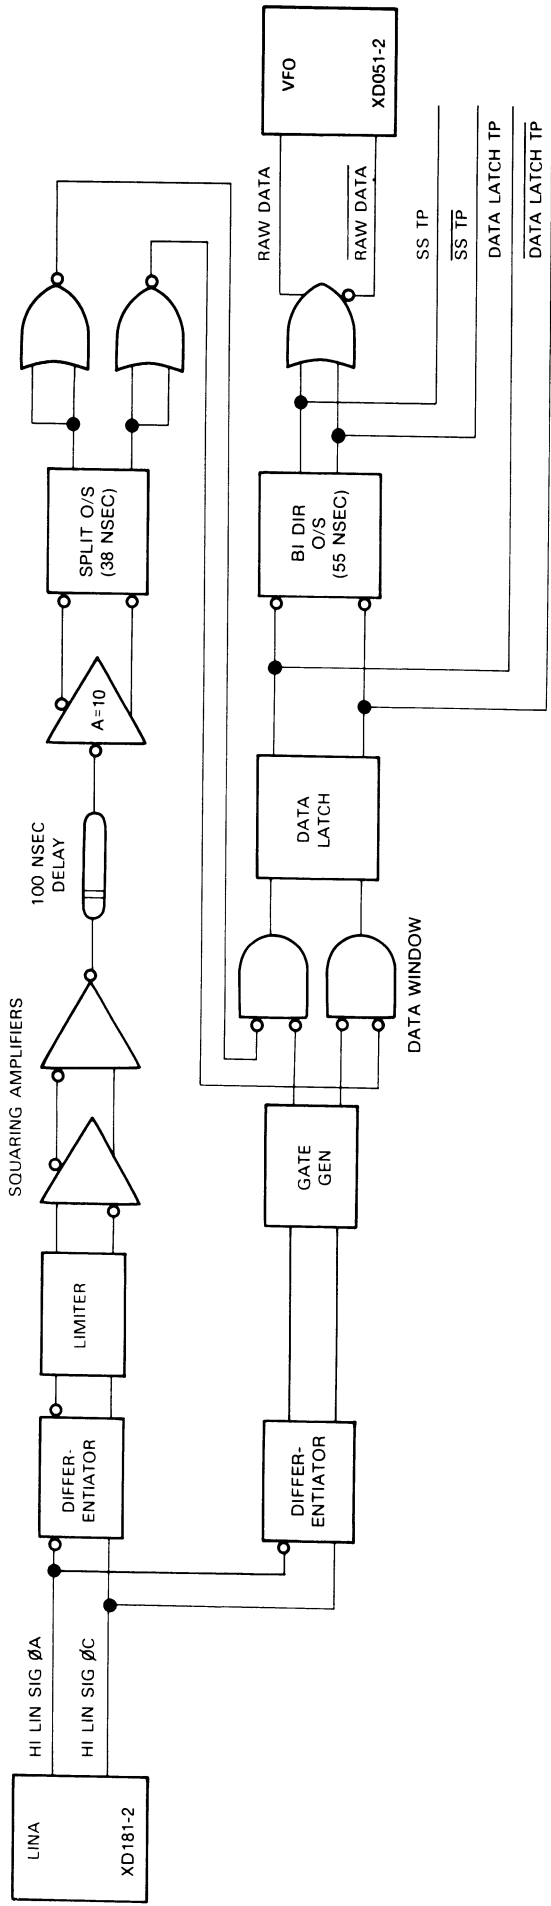 LINA
XD181-2
HI LIN SIG ØA
HI LIN SIG ØC
DIFFER-
ENTIATOR
LIMITER
SQUARING AMPLIFIERS
100 NSEC
DELAY
A=10
SPLIT O/S
(38 NSEC)
DIFFER-
ENTIATOR
GATE
GEN
DATA WINDOW
DATA
LATCH
BI DIR
O/S
(55 NSEC)
RAW DATA
RAW DATA
VFO
XD051-2
SS TP
SS TP
DATA LATCH TP
DATA LATCH TP